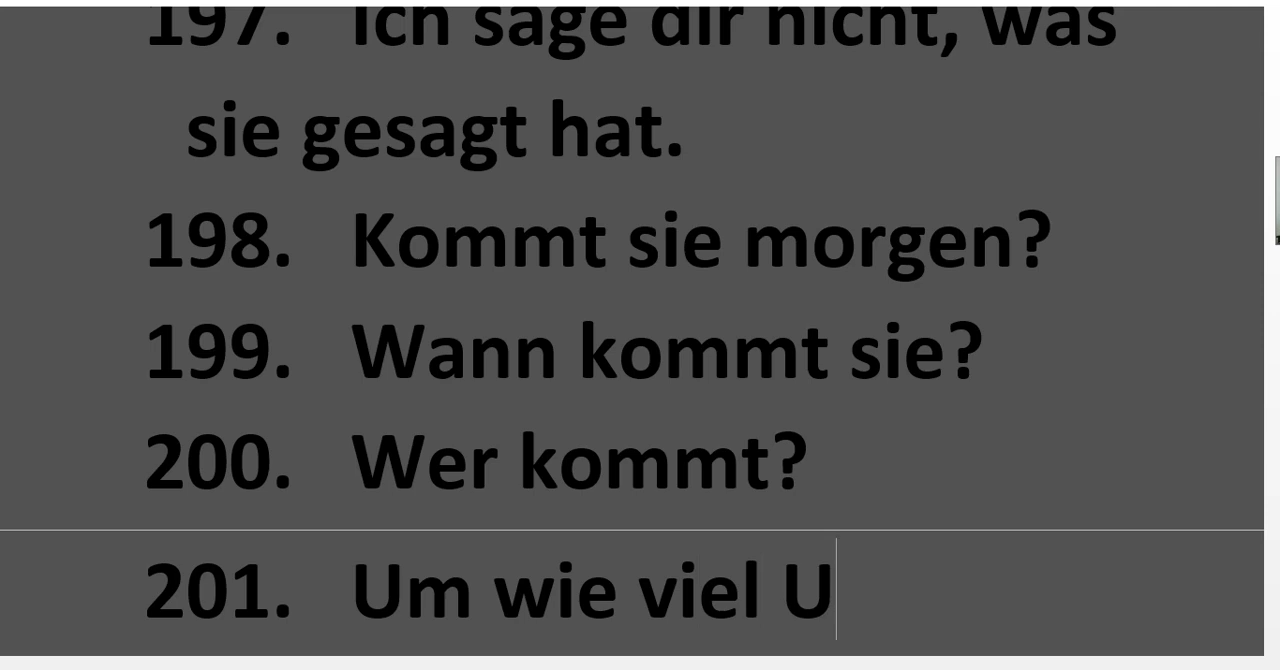 197. Ich sage dir nicht, was
sie gesagt hat.
198. Kommt sie morgen?
199. Wann kommt sie?
200. Wer kommt?
201. Um wie viel U